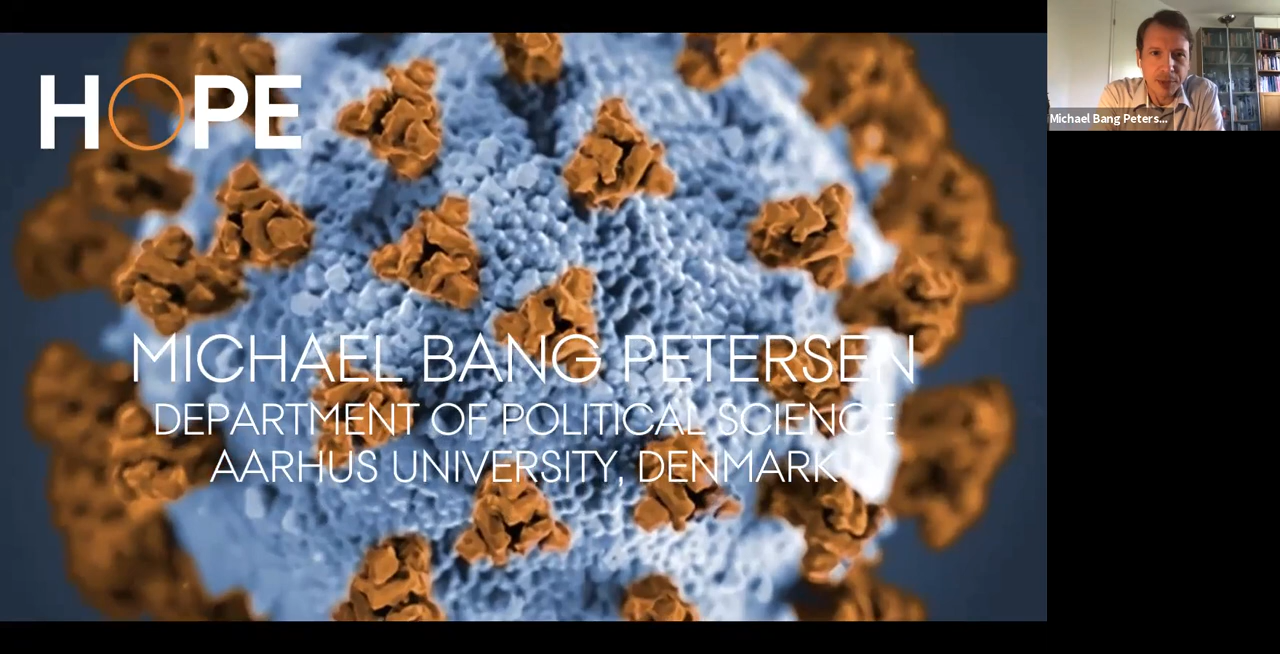 HOPE
MICHAEL BANG PETERSEN
DEPARTMENT OF POLITICAL SCIENCE
AARHUS UNIVERSITY, DENMARK
Michael Bang Peters...